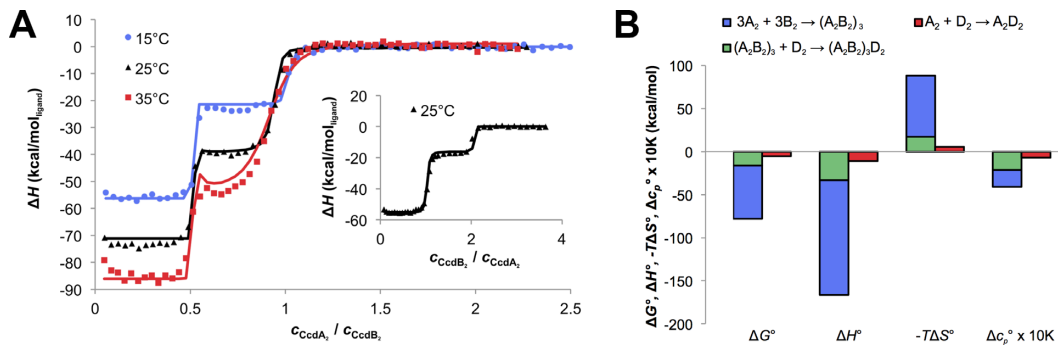 A
ΔH (kcal/mol_ligand)
10
0
-10
-20
-30
-40
-50
-60
-70
-80
-90
15°C
25°C
35°C
0 0.5 1 1.5 2 2.5
c_CcdA₂ / c_CcdB₂
ΔH (kcal/mol_ligand)
25°C
20
0
-20
-40
-60
0 2 4
c_CcdB₂ / c_CcdA₂
B
3A₂ + 3B₂ → (A₂B₂)₃
A₂ + D₂ → A₂D₂
(A₂B₂)₃ + D₂ → (A₂B₂)₃D₂
ΔG°, ΔH°, -TΔS°, Δc_p° x 10K (kcal/mol)
100
50
0
-50
-100
-150
-200
ΔG° ΔH° -TΔS° Δc_p° x 10K